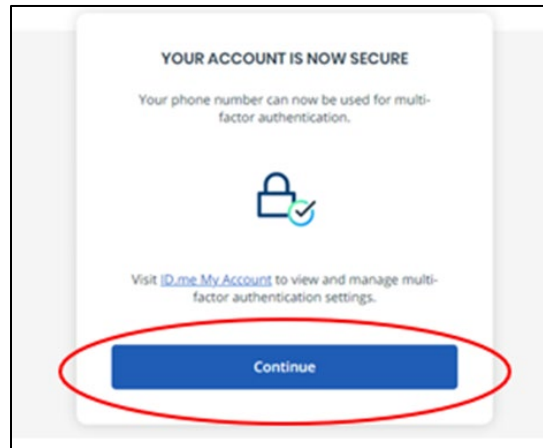 YOUR ACCOUNT IS NOW SECURE
Your phone number can now be used for multi-
factor authentication.
Visit ID.me My Account to view and manage multi-
factor authentication settings.
Continue